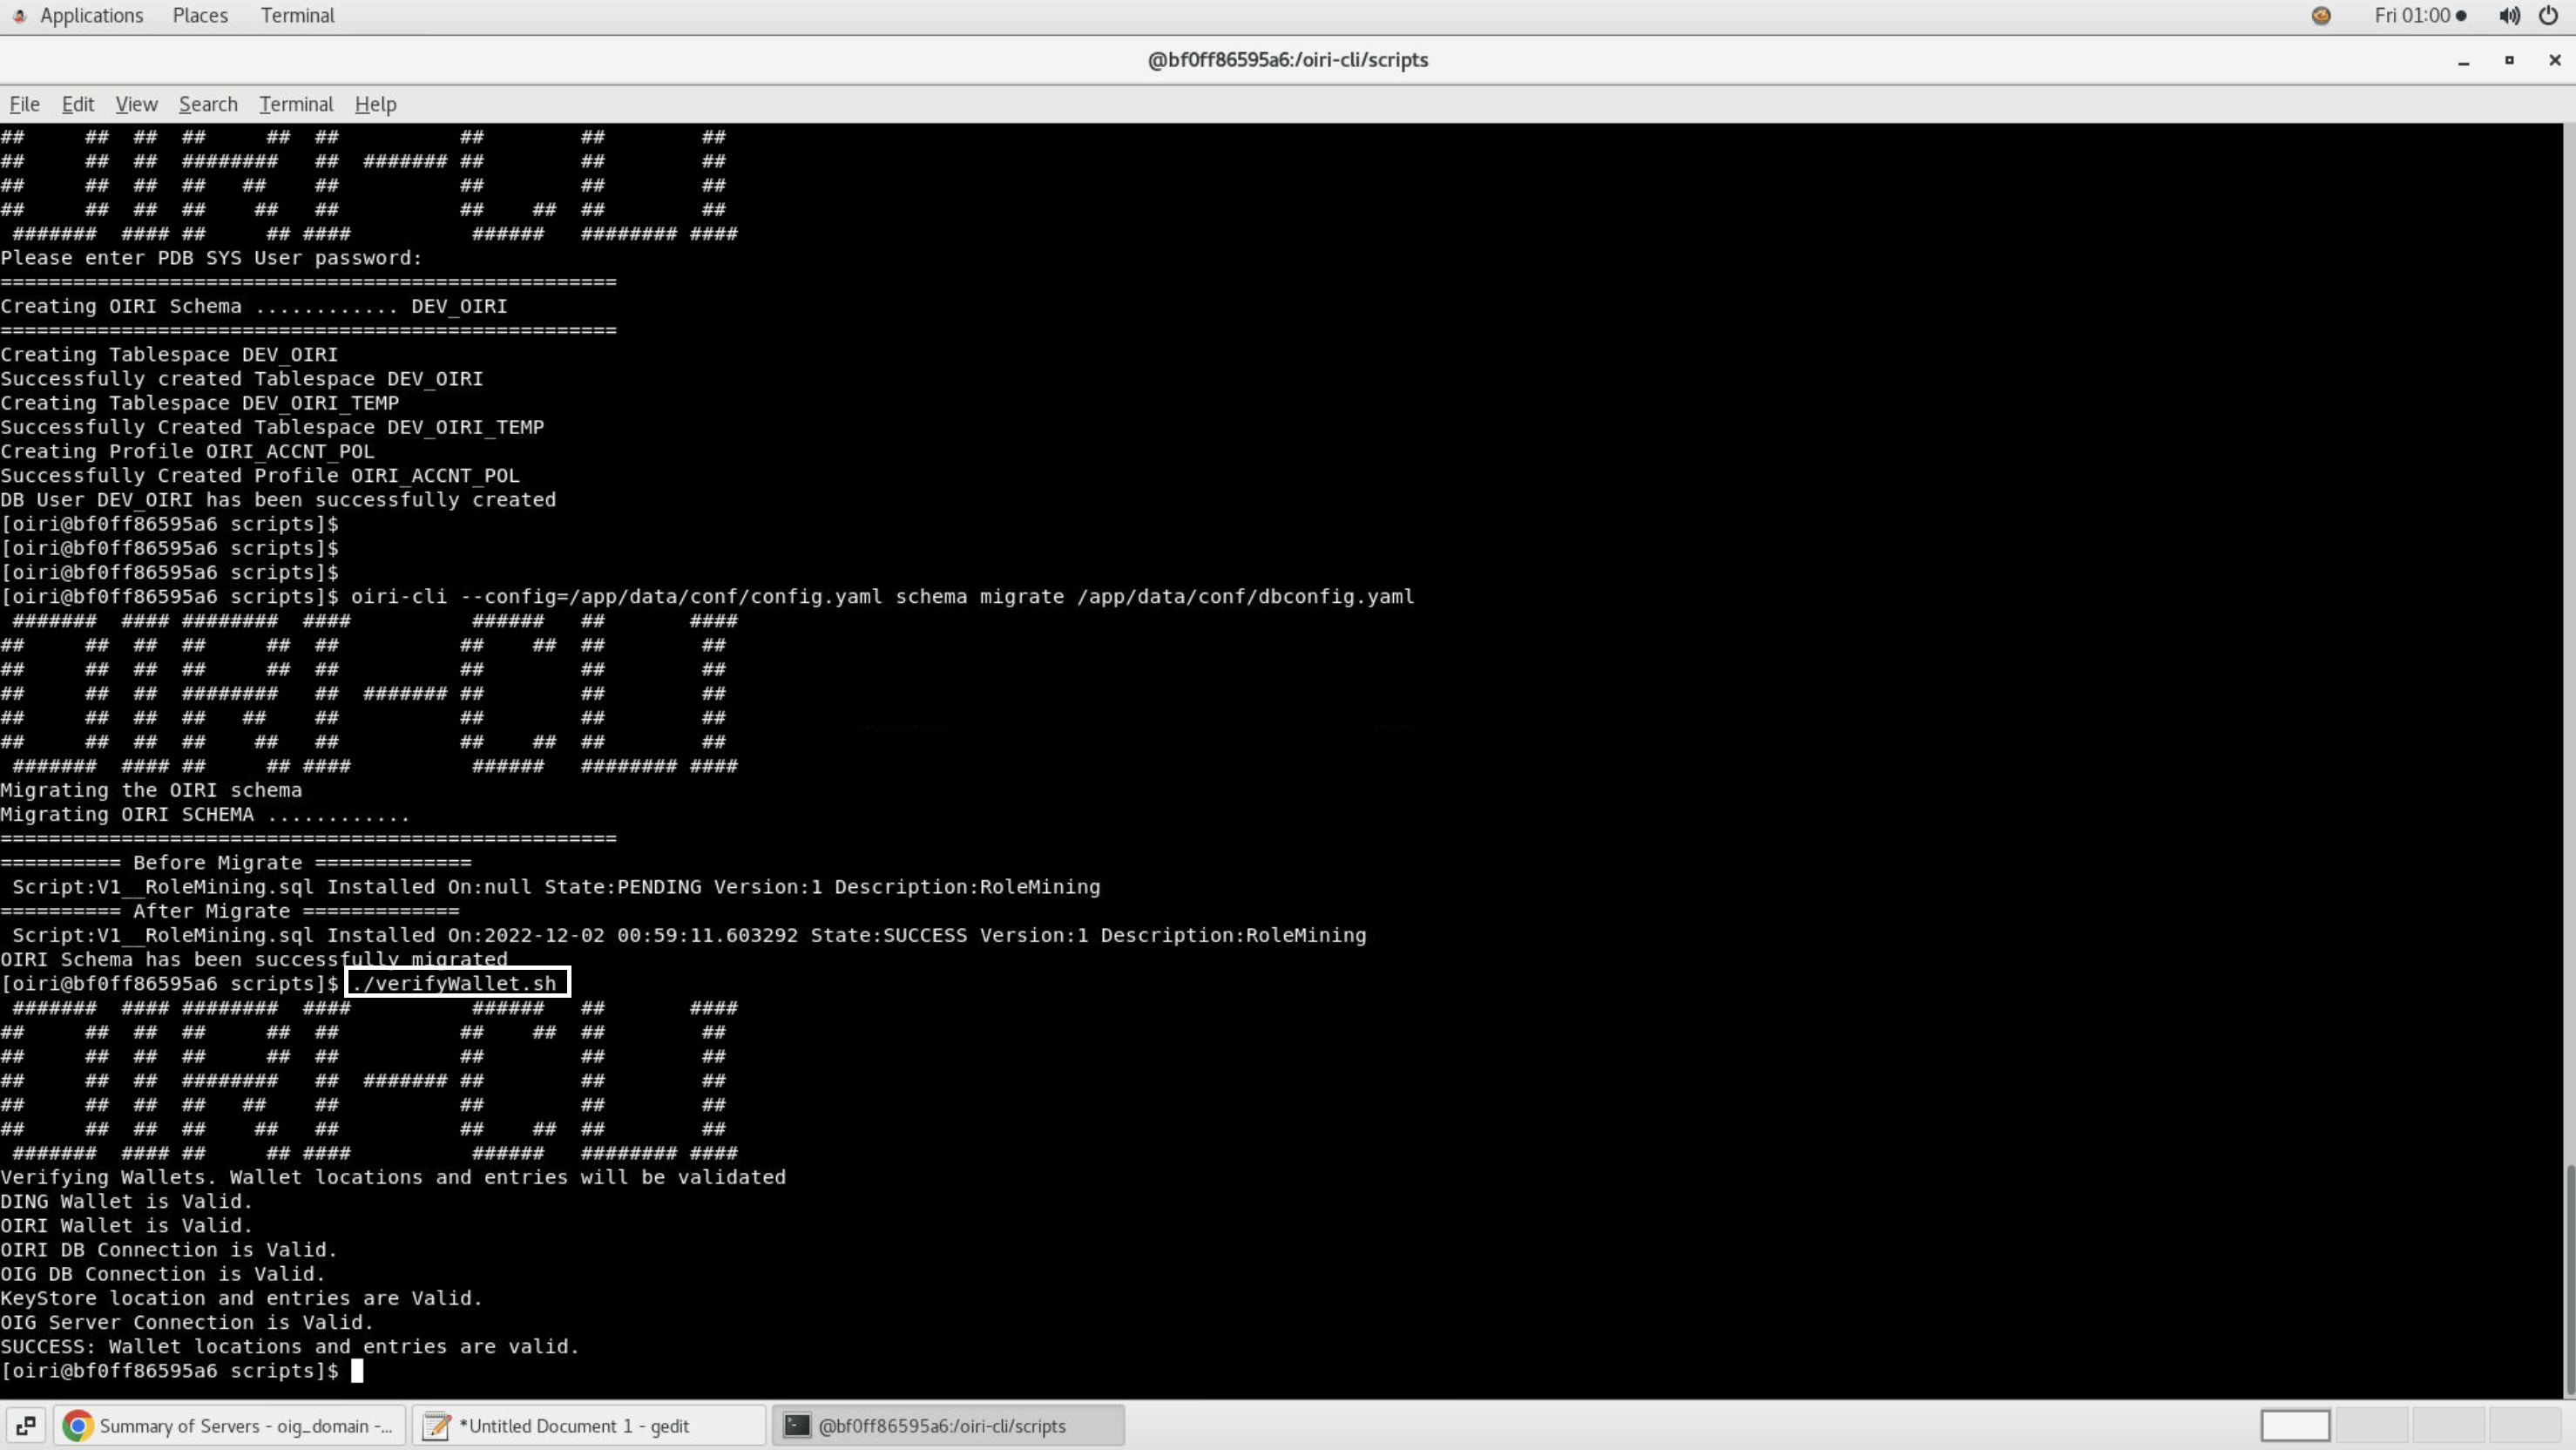 Applications Places Terminal Fri 01:00
@bf0ff86595a6:/oiri-cli/scripts
File Edit View Search Terminal Help
##     ##  ##  ##     ##  ##          ##        ##        ##
##     ##  ##  ########   ##  ####### ##        ##        ##
##     ##  ##  ##   ##    ##          ##        ##        ##
##     ##  ##  ##    ##   ##          ##    ##  ##        ##
 #######  #### ##     ## ####          ######   ######## ####
Please enter PDB SYS User password:
===================================================
Creating OIRI Schema ............ DEV_OIRI
===================================================
Creating Tablespace DEV_OIRI
Successfully created Tablespace DEV_OIRI
Creating Tablespace DEV_OIRI_TEMP
Successfully Created Tablespace DEV_OIRI_TEMP
Creating Profile OIRI_ACCNT_POL
Successfully Created Profile OIRI_ACCNT_POL
DB User DEV_OIRI has been successfully created
[oiri@bf0ff86595a6 scripts]$
[oiri@bf0ff86595a6 scripts]$
[oiri@bf0ff86595a6 scripts]$
[oiri@bf0ff86595a6 scripts]$ oiri-cli --config=/app/data/conf/config.yaml schema migrate /app/data/conf/dbconfig.yaml
 #######  #### ########  ####          ######   ##       ####
##     ##  ##  ##     ##  ##          ##    ##  ##        ##
##     ##  ##  ##     ##  ##          ##        ##        ##
##     ##  ##  ########   ##  ####### ##        ##        ##
##     ##  ##  ##   ##    ##          ##        ##        ##
##     ##  ##  ##    ##   ##          ##    ##  ##        ##
 #######  #### ##     ## ####          ######   ######## ####
Migrating the OIRI schema
Migrating OIRI SCHEMA ............
===================================================
========== Before Migrate =============
 Script:V1__RoleMining.sql Installed On:null State:PENDING Version:1 Description:RoleMining
========== After Migrate =============
 Script:V1__RoleMining.sql Installed On:2022-12-02 00:59:11.603292 State:SUCCESS Version:1 Description:RoleMining
OIRI Schema has been successfully migrated
[oiri@bf0ff86595a6 scripts]$ ./verifyWallet.sh
 #######  #### ########  ####          ######   ##       ####
##     ##  ##  ##     ##  ##          ##    ##  ##        ##
##     ##  ##  ##     ##  ##          ##        ##        ##
##     ##  ##  ########   ##  ####### ##        ##        ##
##     ##  ##  ##   ##    ##          ##        ##        ##
##     ##  ##  ##    ##   ##          ##    ##  ##        ##
 #######  #### ##     ## ####          ######   ######## ####
Verifying Wallets. Wallet locations and entries will be validated
DING Wallet is Valid.
OIRI Wallet is Valid.
OIRI DB Connection is Valid.
OIG DB Connection is Valid.
KeyStore location and entries are Valid.
OIG Server Connection is Valid.
SUCCESS: Wallet locations and entries are valid.
[oiri@bf0ff86595a6 scripts]$
Summary of Servers - oig_domain -... *Untitled Document 1 - gedit @bf0ff86595a6:/oiri-cli/scripts